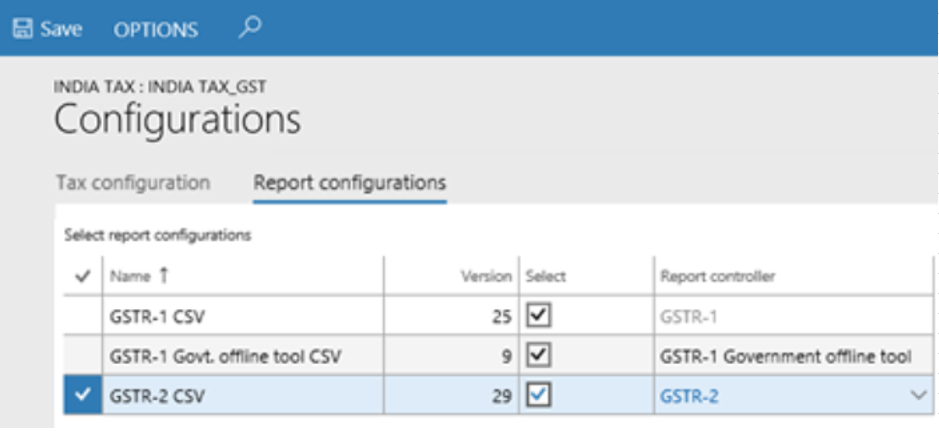 Save OPTIONS
INDIA TAX : INDIA TAX_GST
Configurations
Tax configuration Report configurations
Select report configurations
Name ↑ Version Select Report controller
GSTR-1 CSV 25 GSTR-1
GSTR-1 Govt. offline tool CSV 9 GSTR-1 Government offline tool
GSTR-2 CSV 29 GSTR-2